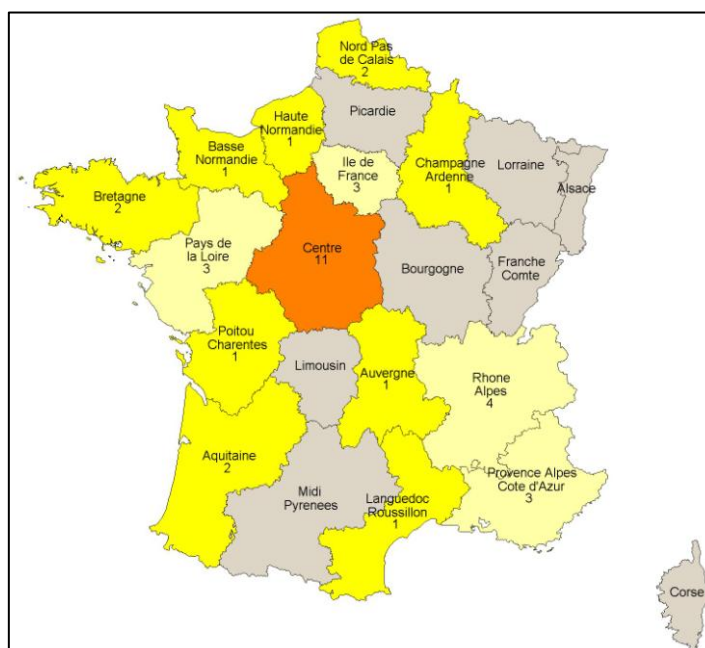 Nord Pas
de Calais
2
Picardie
Haute
Normandie
1
Basse
Normandie
1
Ile de
France
3
Champagne
Ardenne
1
Lorraine
Alsace
Bretagne
2
Pays de
la Loire
3
Centre
11
Bourgogne
Franche
Comte
Poitou
Charentes
1
Limousin
Auvergne
1
Rhone
Alpes
4
Aquitaine
2
Midi
Pyrenees
Languedoc
Roussillon
1
Provence Alpes
Cote d'Azur
3
Corse